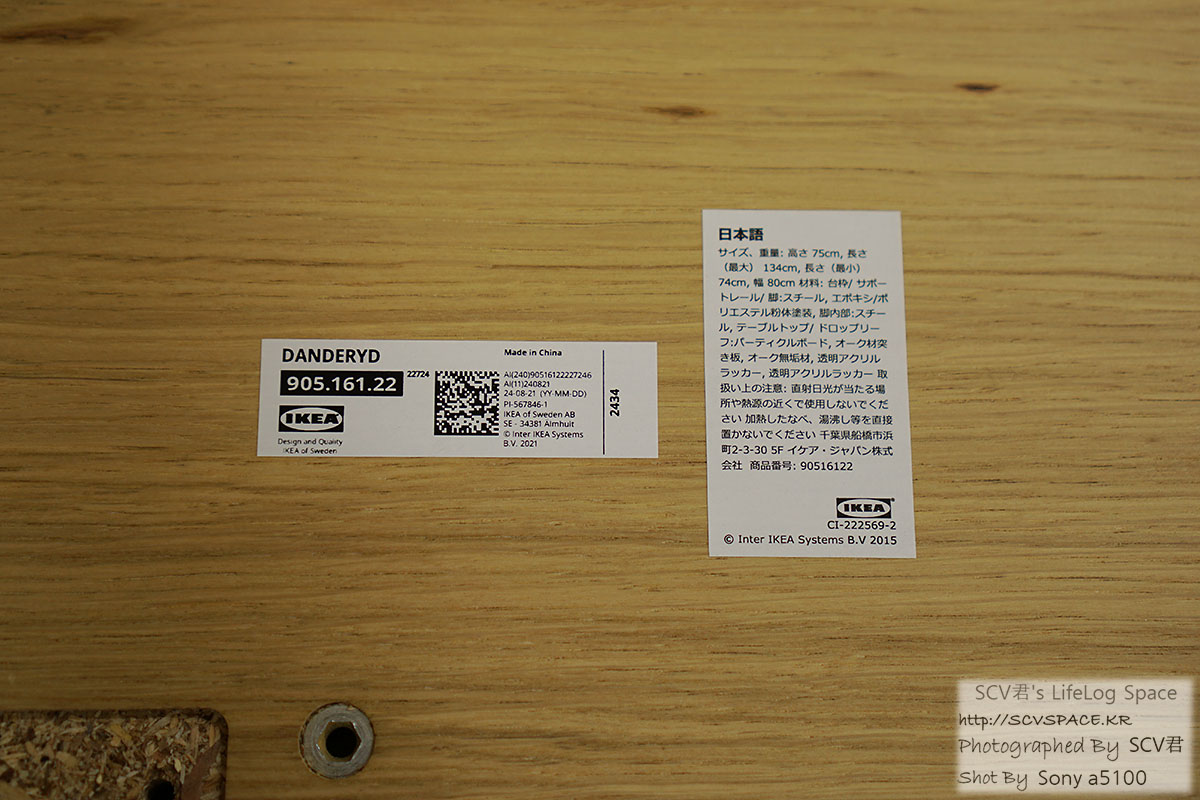 DANDERYD
Made in China
905.161.22
22724
AI(240)90516122227246
AI(11)240821
24-08-21 (YY-MM-DD)
PI-567846-1
IKEA of Sweden AB
SE - 34381 Älmhult
© Inter IKEA Systems
B.V. 2021
2434
IKEA
Design and Quality
IKEA of Sweden
日本語
サイズ、重量: 高さ 75cm, 長さ
（最大） 134cm, 長さ（最小）
74cm, 幅 80cm 材料: 台枠/ サポー
トレール/ 脚:スチール, エポキシ/ポ
リエステル粉体塗装, 脚内部:スチー
ル, テーブルトップ/ ドロップリー
フ:パーティクルボード, オーク材突
き板, オーク無垢材, 透明アクリル
ラッカー, 透明アクリルラッカー 取
扱い上の注意: 直射日光が当たる場
所や熱源の近くで使用しないでくだ
さい 加熱したなべ、湯沸し等を直接
置かないでください 千葉県船橋市浜
町2-3-30 5F イケア・ジャパン株式
会社 商品番号: 90516122
IKEA
CI-222569-2
© Inter IKEA Systems B.V 2015
SCV君's LifeLog Space
http://SCVSPACE.KR
Photographed By SCV君
Shot By Sony a5100